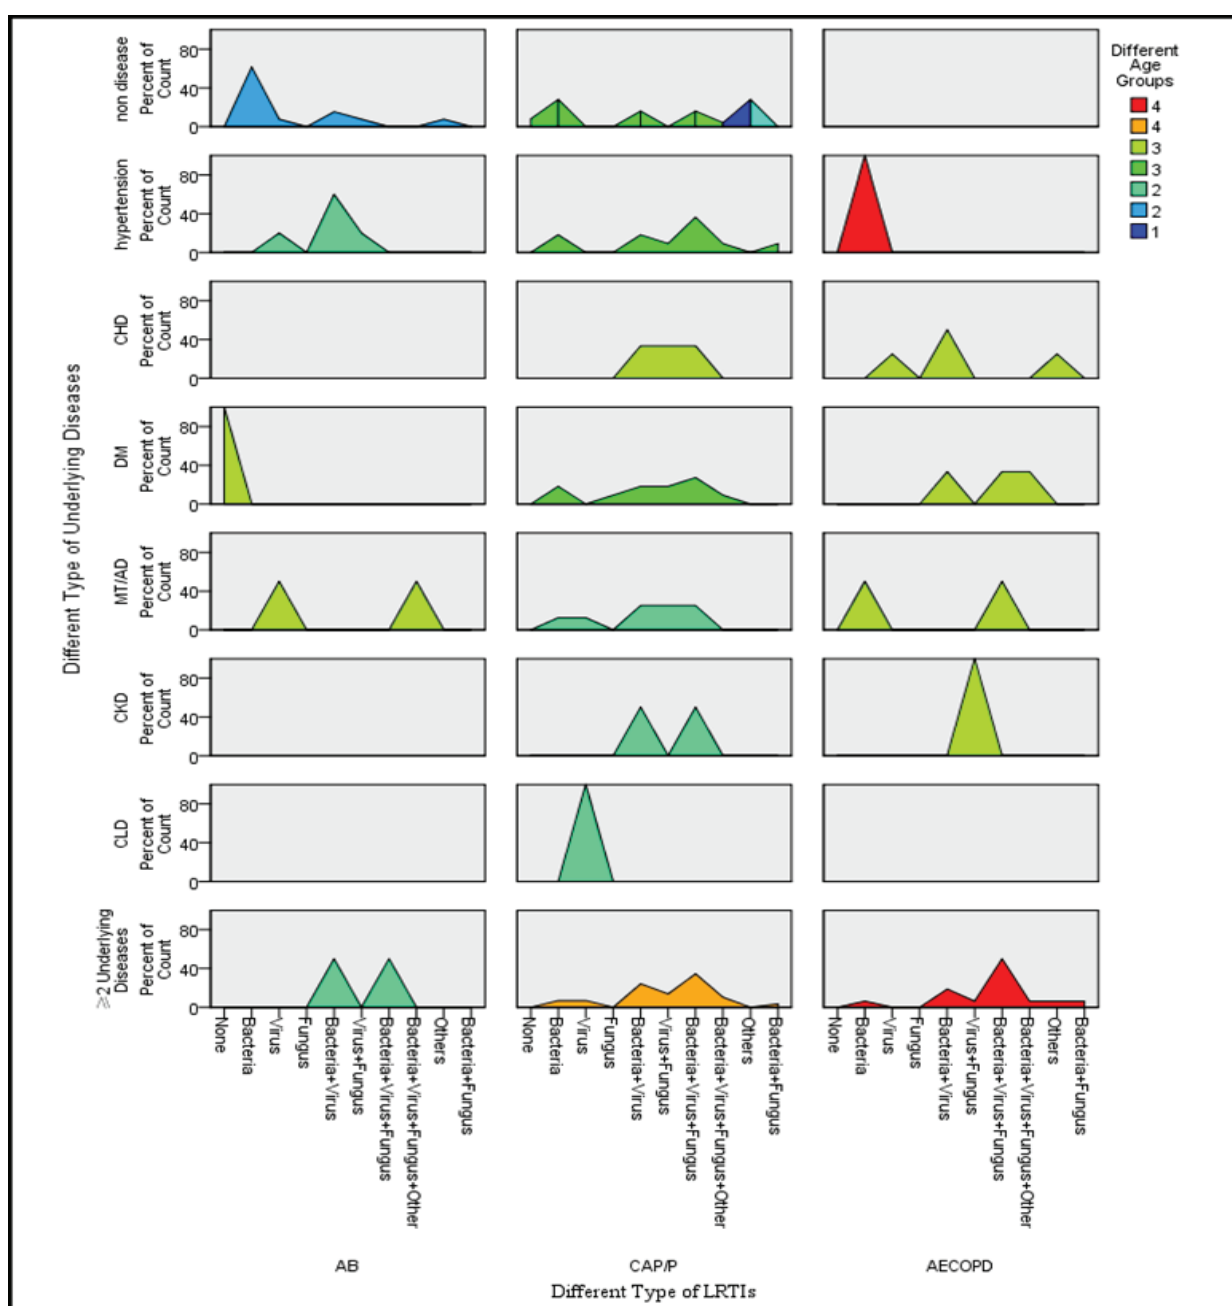 Different Type of Underlying Diseases
non disease
Percent of
Count
80
40
0
hypertension
Percent of
Count
80
40
0
CHD
Percent of
Count
80
40
0
DM
Percent of
Count
80
40
0
MT/AD
Percent of
Count
80
40
0
CKD
Percent of
Count
80
40
0
CLD
Percent of
Count
80
40
0
≥2 Underlying
Diseases
Percent of
Count
80
40
0
Different
Age
Groups
4
4
3
3
2
2
1
None
Bacteria
Virus
Fungus
Bacteria+Virus
Virus+Fungus
Bacteria+Virus+Fungus
Bacteria+Virus+Fungus+Other
Others
Bacteria+Fungus
None
Bacteria
Virus
Fungus
Bacteria+Virus
Virus+Fungus
Bacteria+Virus+Fungus
Bacteria+Virus+Fungus+Other
Others
Bacteria+Fungus
None
Bacteria
Virus
Fungus
Bacteria+Virus
Virus+Fungus
Bacteria+Virus+Fungus
Bacteria+Virus+Fungus+Other
Others
Bacteria+Fungus
AB
CAP/P
AECOPD
Different Type of LRTIs